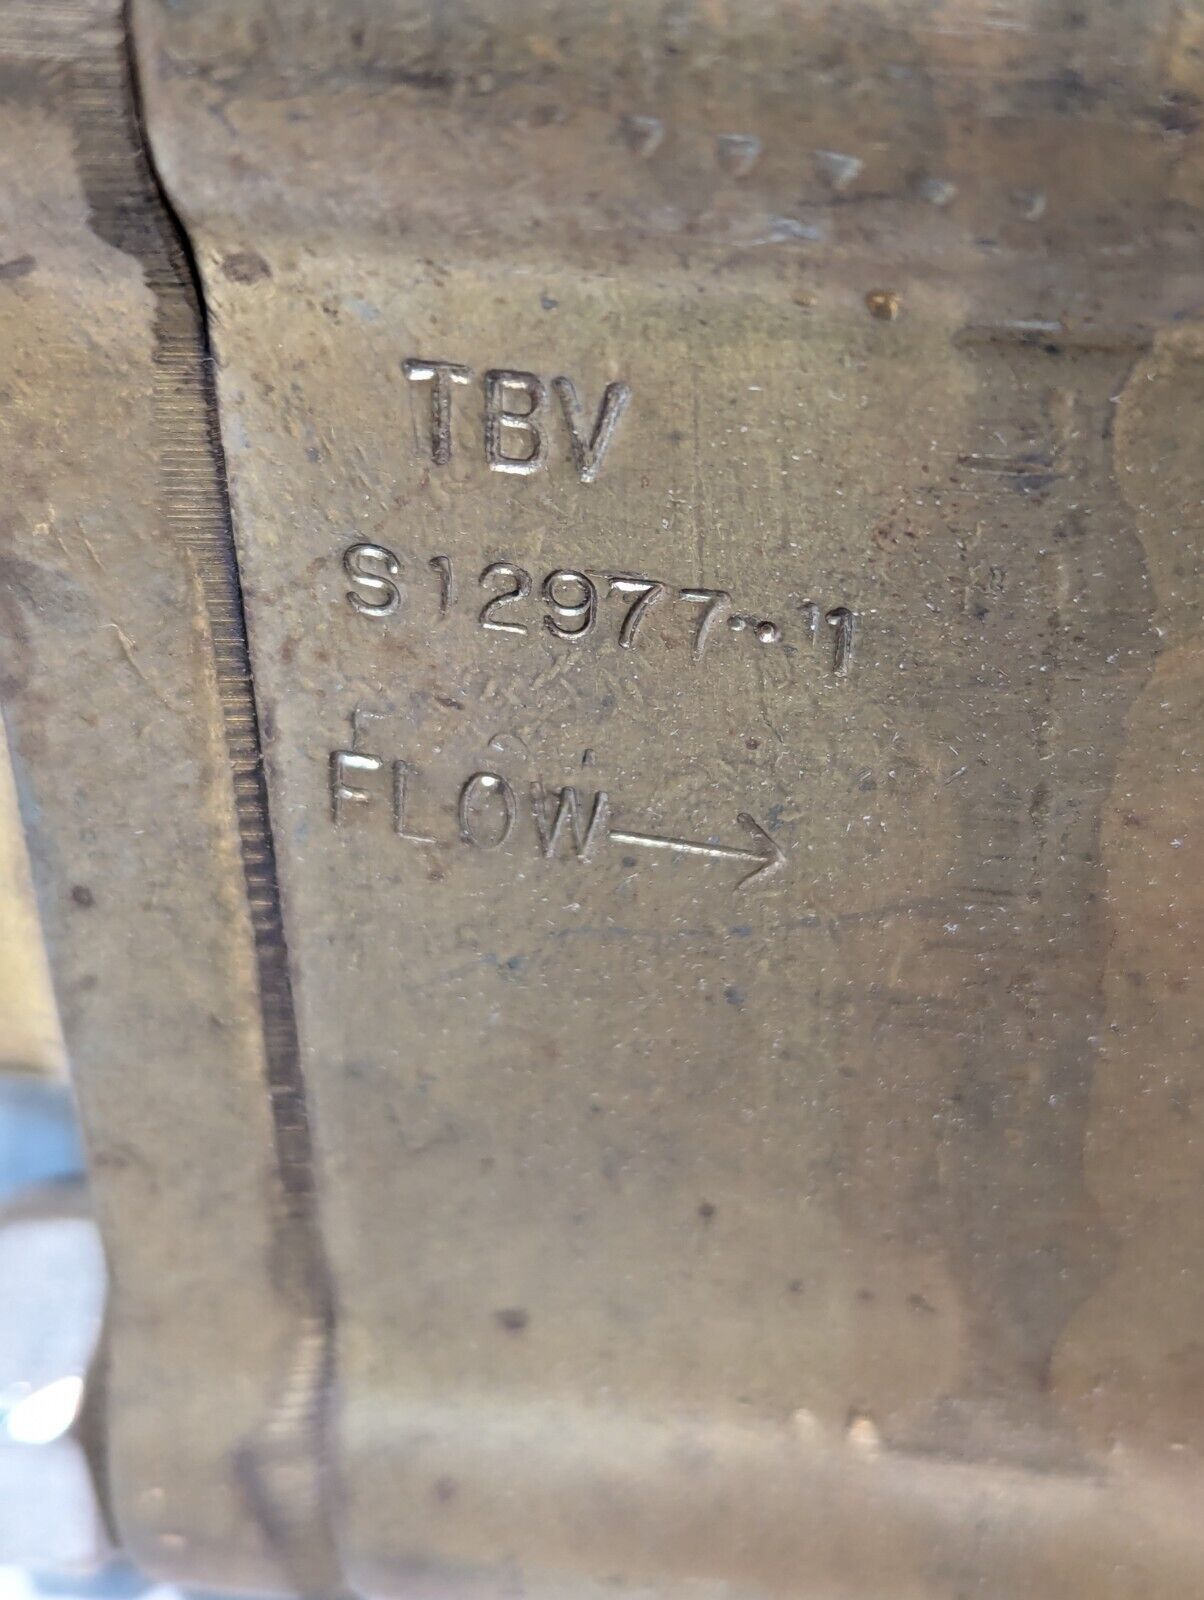 TBV
S12977-11
FLOW →